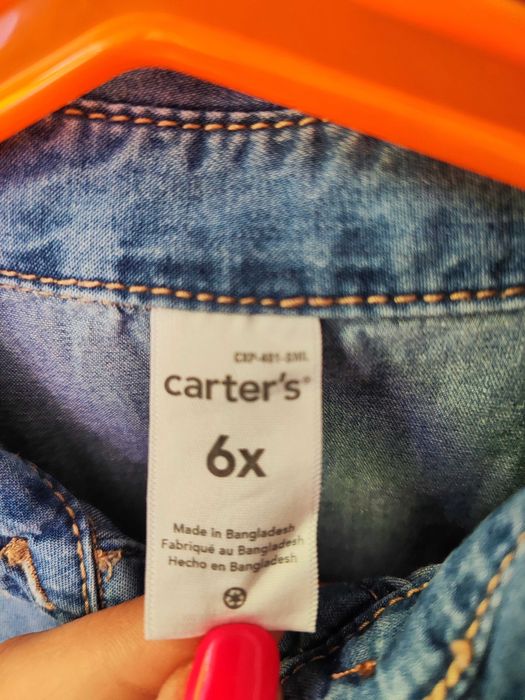 carter's®
6x
Made in Bangladesh
Fabriqué au Bangladesh
Hecho en Bangladesh